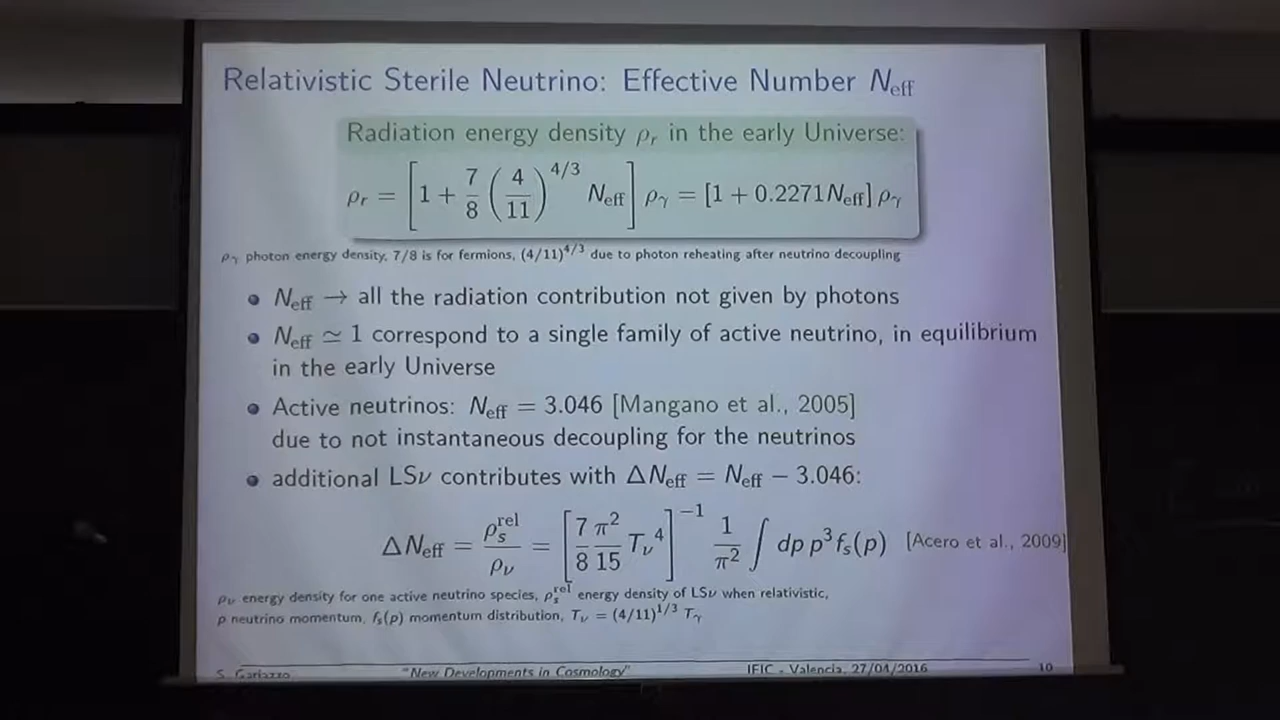 Relativistic Sterile Neutrino: Effective Number N_eff
Radiation energy density ρ_r in the early Universe:
ρ_r = [1 + 7/8 (4/11)^{4/3} N_eff] ρ_γ = [1 + 0.2271 N_eff] ρ_γ
ρ_γ photon energy density, 7/8 is for fermions, (4/11)^{4/3} due to photon reheating after neutrino decoupling
• N_eff → all the radiation contribution not given by photons
• N_eff ≃ 1 correspond to a single family of active neutrino, in equilibrium
in the early Universe
• Active neutrinos: N_eff = 3.046 [Mangano et al., 2005]
due to not instantaneous decoupling for the neutrinos
• additional LSν contributes with ΔN_eff = N_eff − 3.046:
ΔN_eff = ρ_s^rel / ρ_ν = [7/8 π²/15 T_ν⁴]^{−1} 1/π² ∫ dp p³ f_s(p) [Acero et al., 2009]
ρ_ν energy density for one active neutrino species, ρ_s^rel energy density of LSν when relativistic,
p neutrino momentum, f_s(p) momentum distribution, T_ν = (4/11)^{1/3} T_γ
S. Gariazzo "New Developments in Cosmology" IFIC - Valencia, 27/04/2016 10